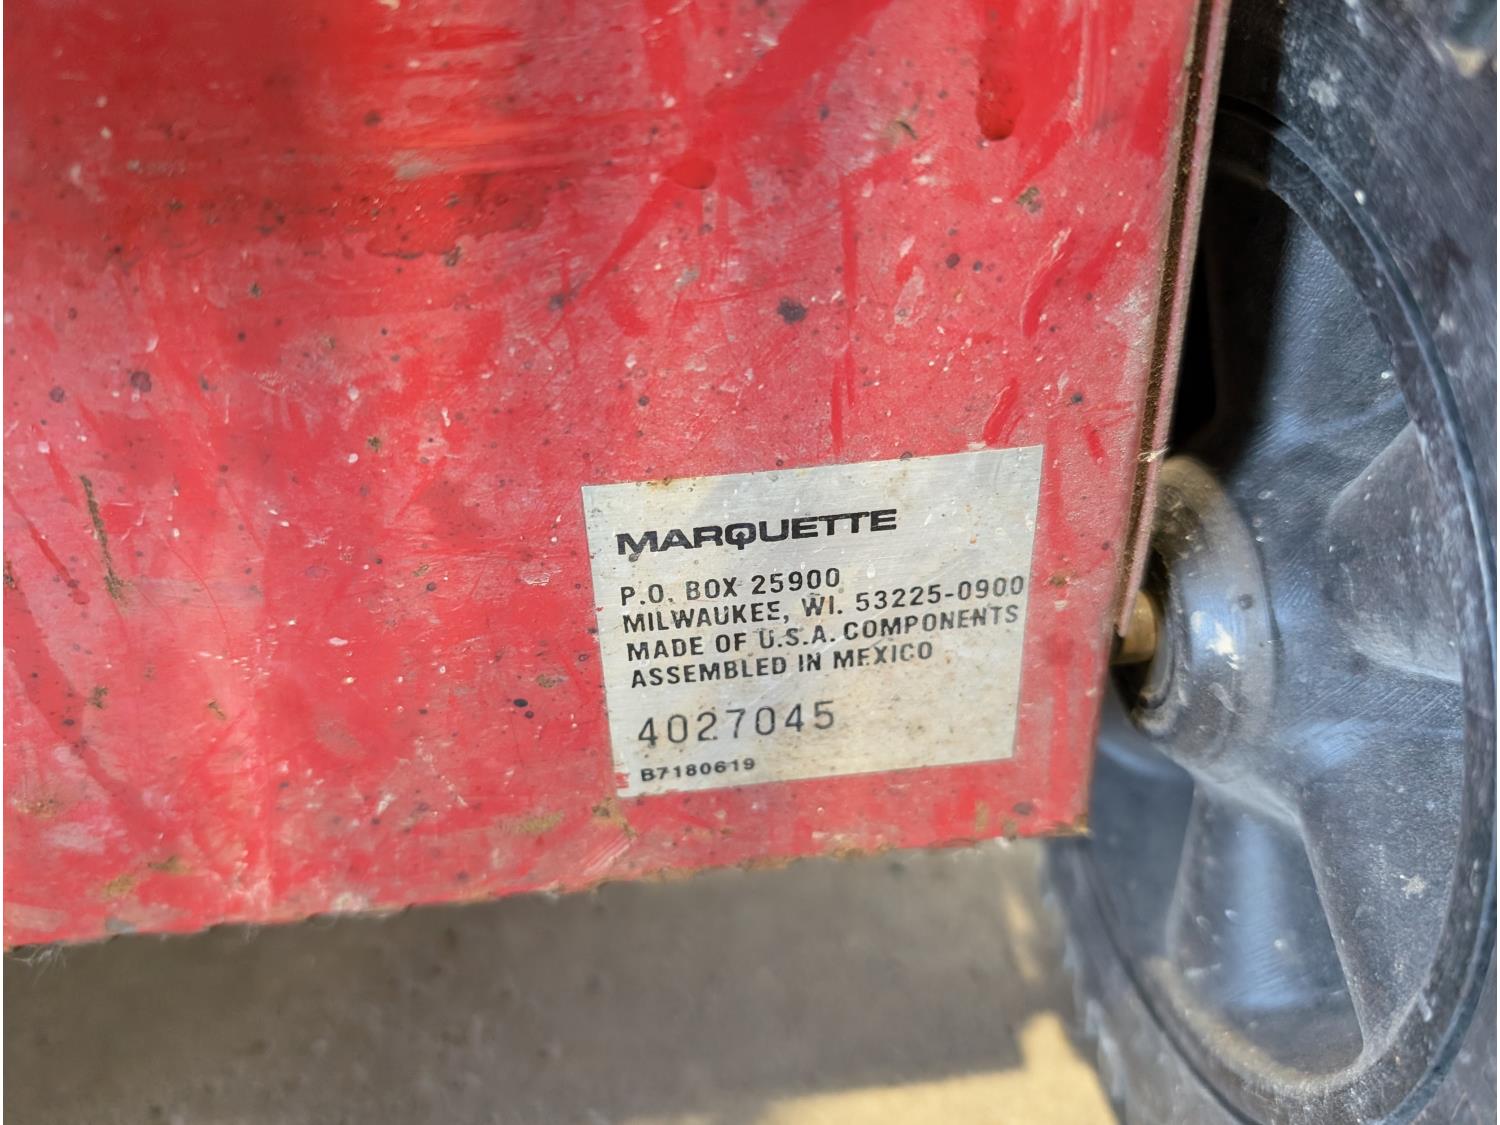 MARQUETTE
P.O. BOX 25900
MILWAUKEE, WI. 53225-0900
MADE OF U.S.A. COMPONENTS
ASSEMBLED IN MEXICO
4027045
B7180619